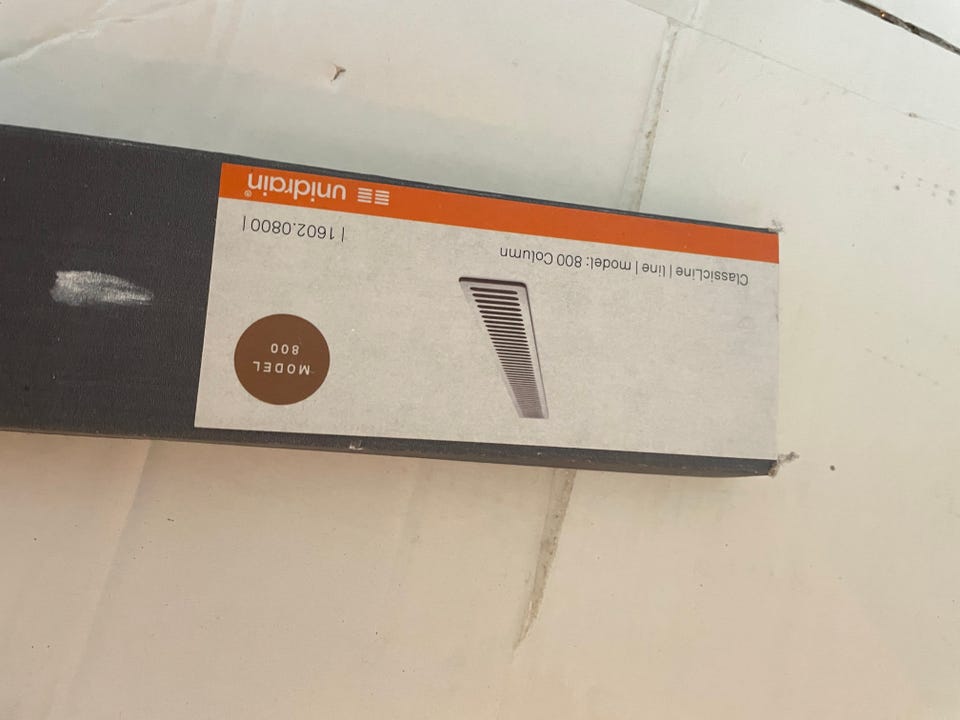 unidrain®
ClassicLine | line | model: 800 Column
| 1602.0800 |
MODEL
800